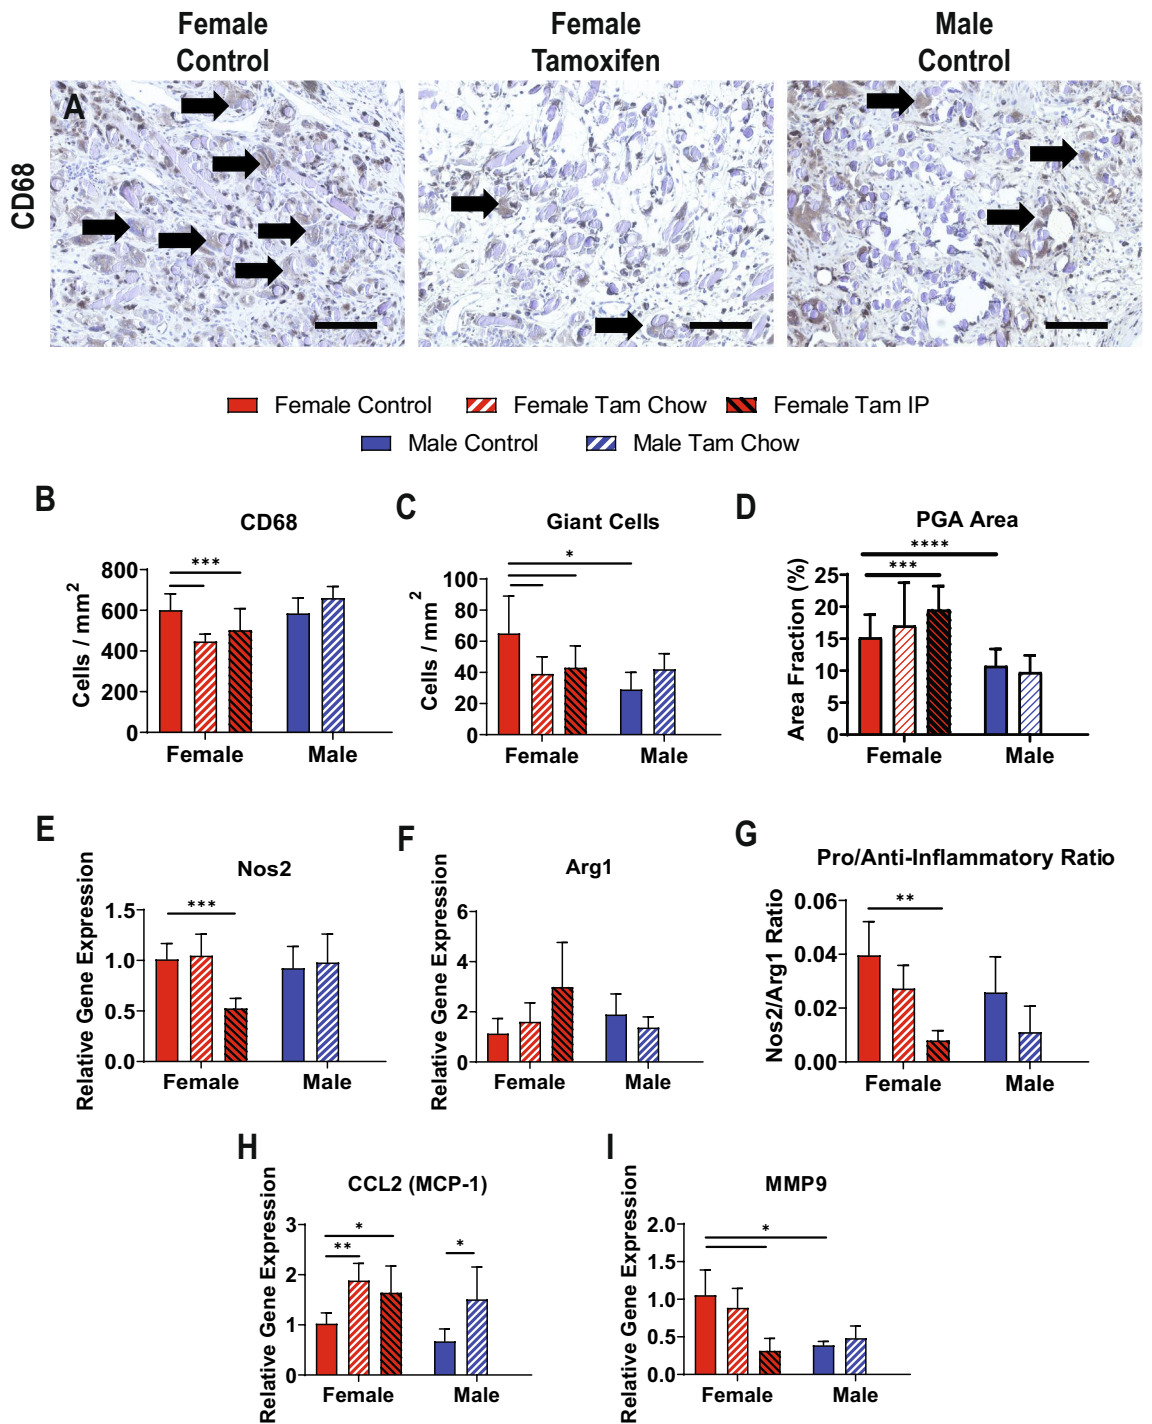 Female Control
Female Tamoxifen
Male Control
CD68
A
Female Control
Female Tam Chow
Female Tam IP
Male Control
Male Tam Chow
B
CD68
***
Cells / mm²
800
600
400
200
0
Female
Male
C
Giant Cells
*
Cells / mm²
100
80
60
40
20
0
Female
Male
D
PGA Area
****
***
Area Fraction (%)
25
20
15
10
5
0
Female
Male
E
Nos2
***
Relative Gene Expression
1.5
1.0
0.5
0.0
Female
Male
F
Arg1
Relative Gene Expression
6
4
2
0
Female
Male
G
Pro/Anti-Inflammatory Ratio
**
Nos2/Arg1 Ratio
0.06
0.04
0.02
0.00
Female
Male
H
CCL2 (MCP-1)
*
**
*
Relative Gene Expression
3
2
1
0
Female
Male
I
MMP9
*
Relative Gene Expression
2.0
1.5
1.0
0.5
0.0
Female
Male